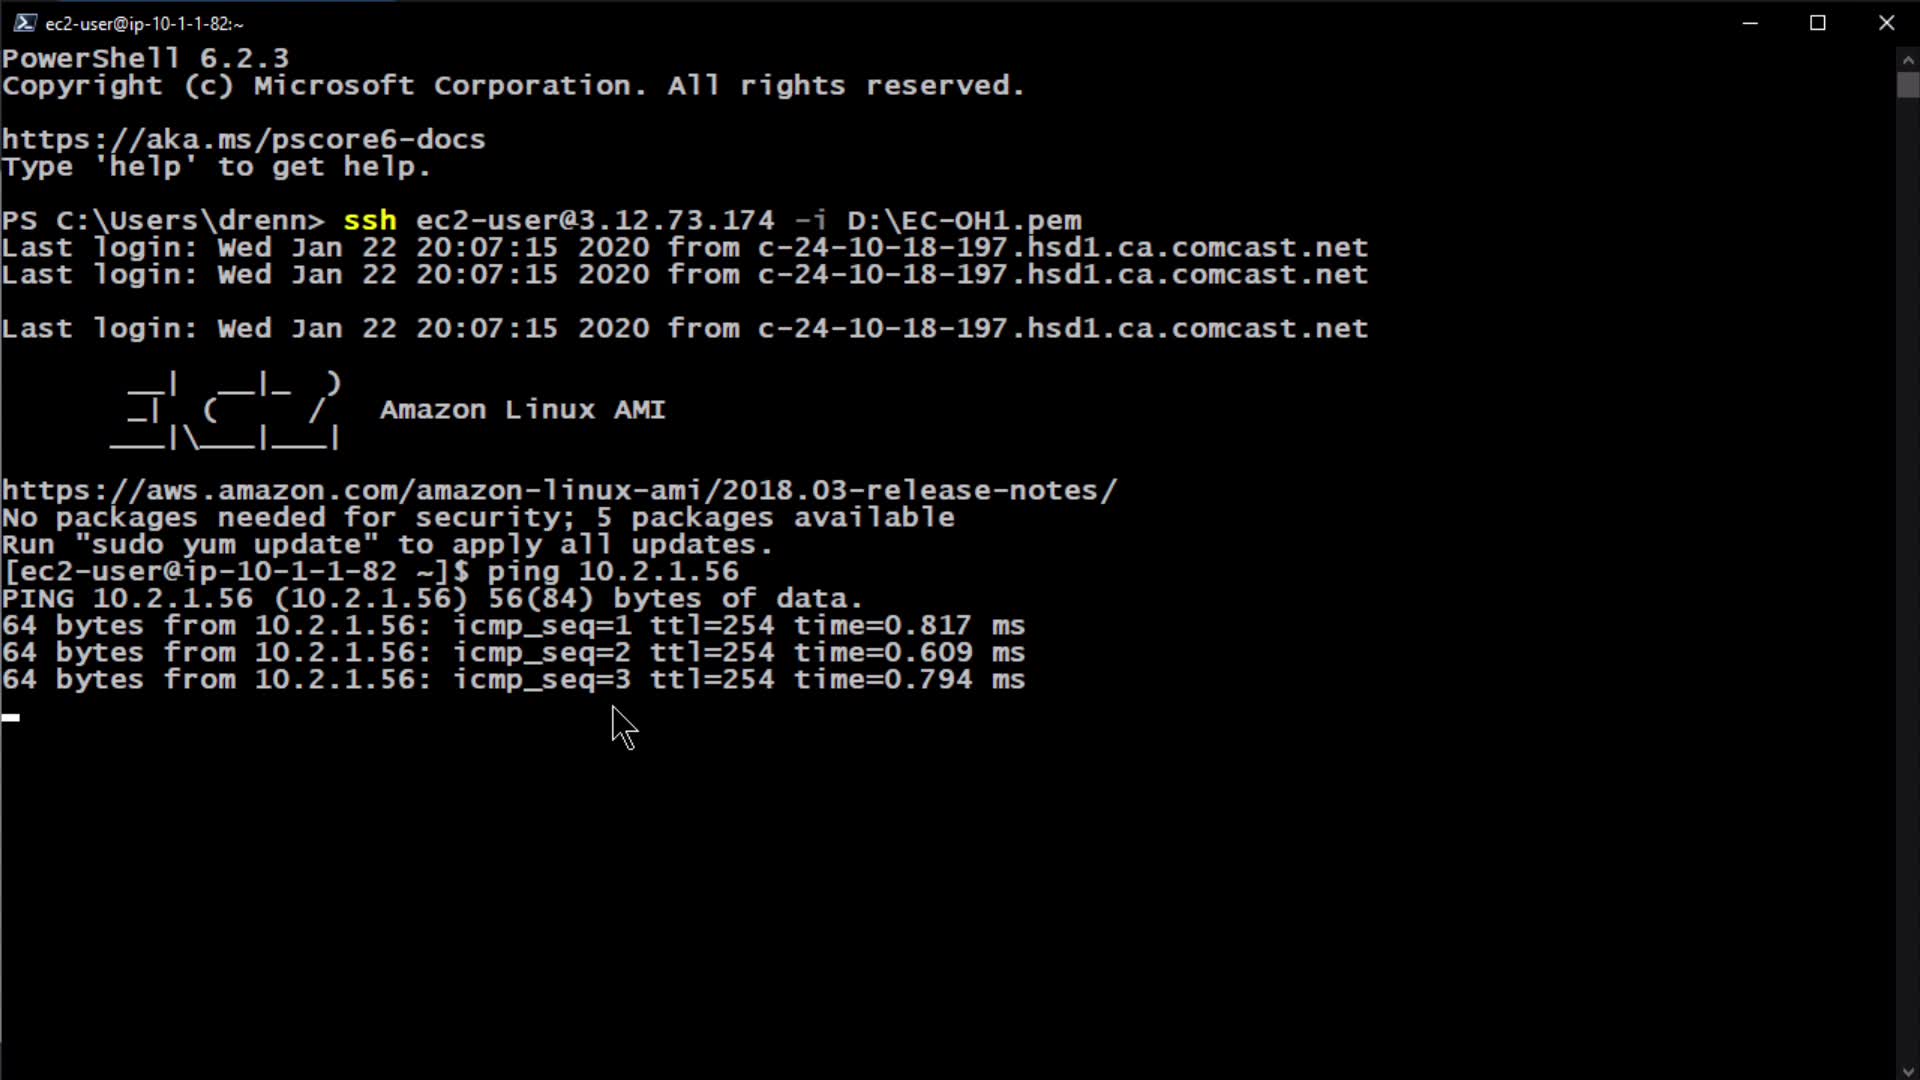 ec2-user@ip-10-1-1-82:~
PowerShell 6.2.3
Copyright (c) Microsoft Corporation. All rights reserved.
https://aka.ms/pscore6-docs
Type 'help' to get help.
PS C:\Users\drenn> ssh ec2-user@3.12.73.174 -i D:\EC-OH1.pem
Last login: Wed Jan 22 20:07:15 2020 from c-24-10-18-197.hsd1.ca.comcast.net
Last login: Wed Jan 22 20:07:15 2020 from c-24-10-18-197.hsd1.ca.comcast.net
Last login: Wed Jan 22 20:07:15 2020 from c-24-10-18-197.hsd1.ca.comcast.net
       __|  __|_  )
       _|  (     /   Amazon Linux AMI
      ___|\___|___|
https://aws.amazon.com/amazon-linux-ami/2018.03-release-notes/
No packages needed for security; 5 packages available
Run "sudo yum update" to apply all updates.
[ec2-user@ip-10-1-1-82 ~]$ ping 10.2.1.56
PING 10.2.1.56 (10.2.1.56) 56(84) bytes of data.
64 bytes from 10.2.1.56: icmp_seq=1 ttl=254 time=0.817 ms
64 bytes from 10.2.1.56: icmp_seq=2 ttl=254 time=0.609 ms
64 bytes from 10.2.1.56: icmp_seq=3 ttl=254 time=0.794 ms